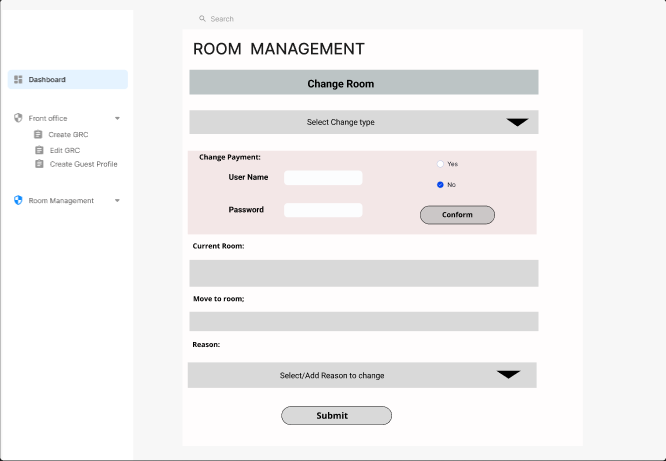 Search
Dashboard
Front office
Create GRC
Edit GRC
Create Guest Profile
Room Management
ROOM MANAGEMENT
Change Room
Select Change type
Change Payment:
User Name
Yes
No
Password
Conform
Current Room:
Move to room;
Reason:
Select/Add Reason to change
Submit